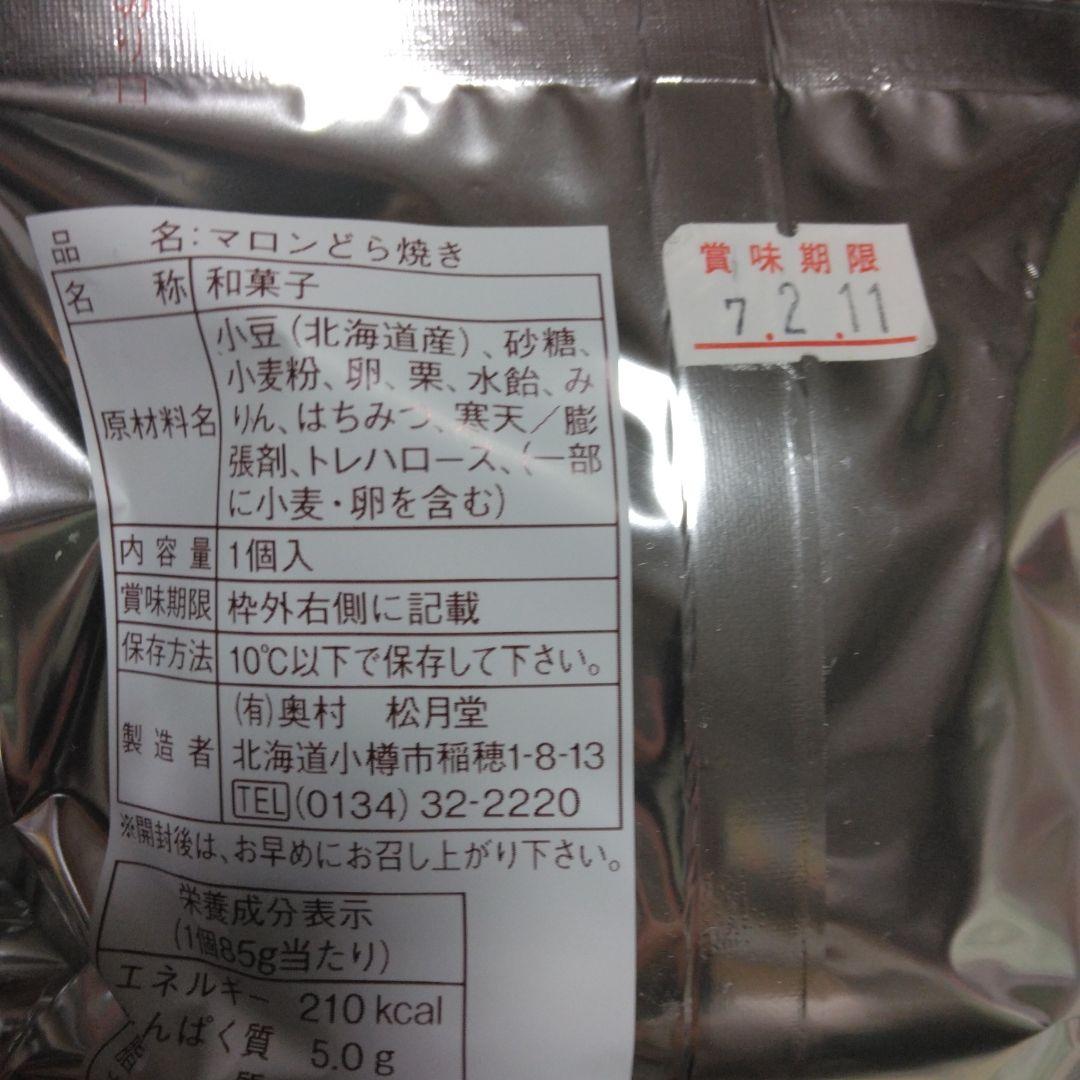 品名:マロンどら焼き
名称 和菓子
原材料名 小豆(北海道産)、砂糖、
小麦粉、卵、栗、水飴、み
りん、はちみつ、寒天/膨
張剤、トレハロース、(一部
に小麦・卵を含む)
内容量 1個入
賞味期限 枠外右側に記載
保存方法 10℃以下で保存して下さい。
製造者 (有)奥村 松月堂
北海道小樽市稲穂1-8-13
TEL(0134)32-2220
※開封後は、お早めにお召し上がり下さい。
栄養成分表示
(1個85g当たり)
エネルギー 210 kcal
んぱく質 5.0 g
賞味期限
7.2.11